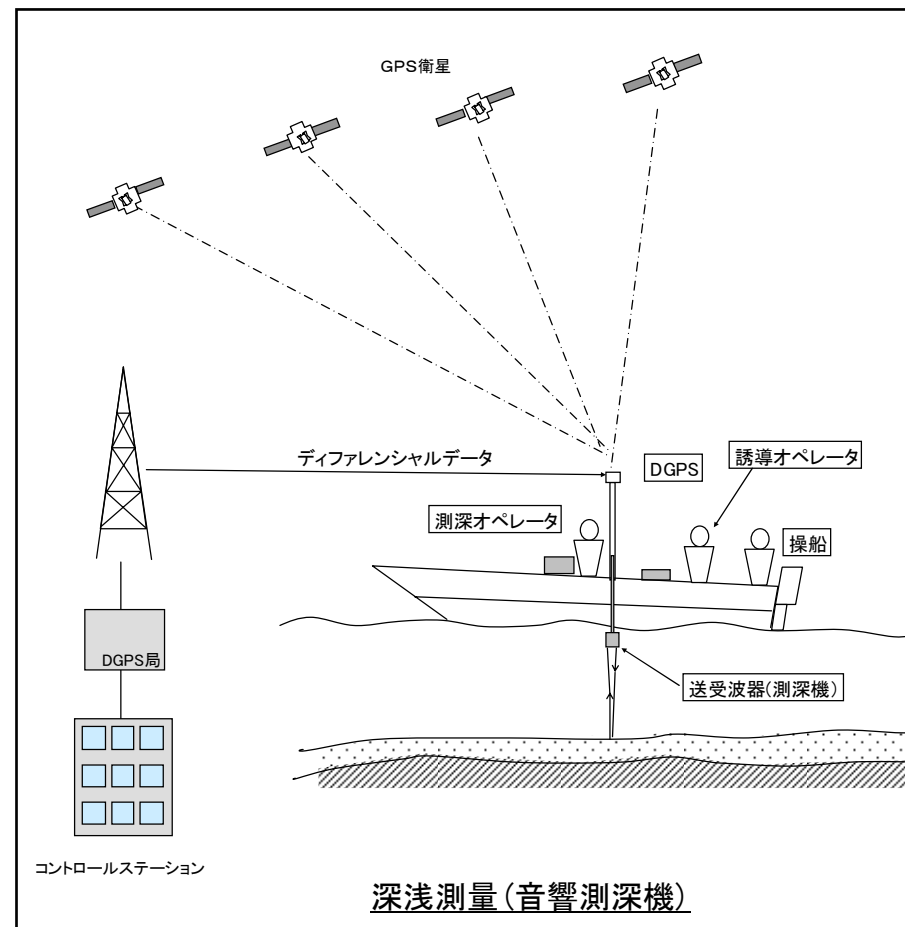 GPS衛星
ディファレンシャルデータ
DGPS
誘導オペレータ
測深オペレータ
操船
DGPS局
送受波器(測深機)
コントロールステーション
深浅測量(音響測深機)